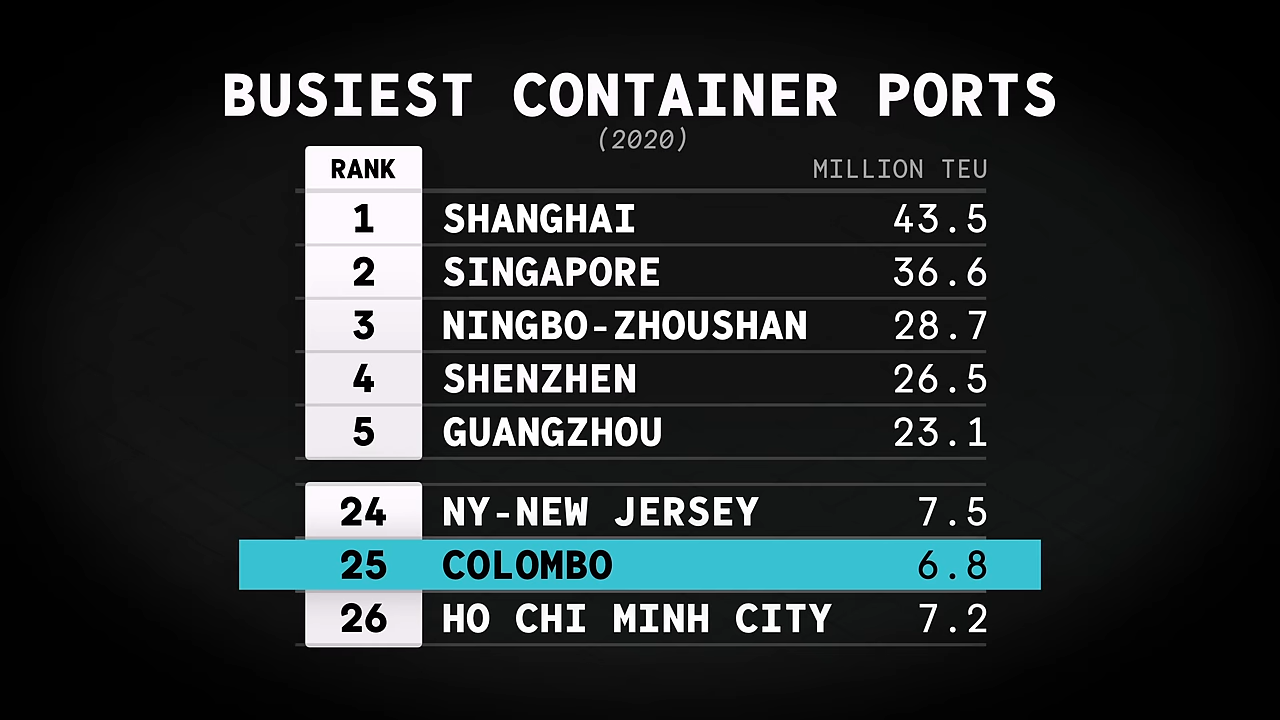 BUSIEST CONTAINER PORTS
(2020)
RANK MILLION TEU
1 SHANGHAI 43.5
2 SINGAPORE 36.6
3 NINGBO-ZHOUSHAN 28.7
4 SHENZHEN 26.5
5 GUANGZHOU 23.1
24 NY-NEW JERSEY 7.5
25 COLOMBO 6.8
26 HO CHI MINH CITY 7.2